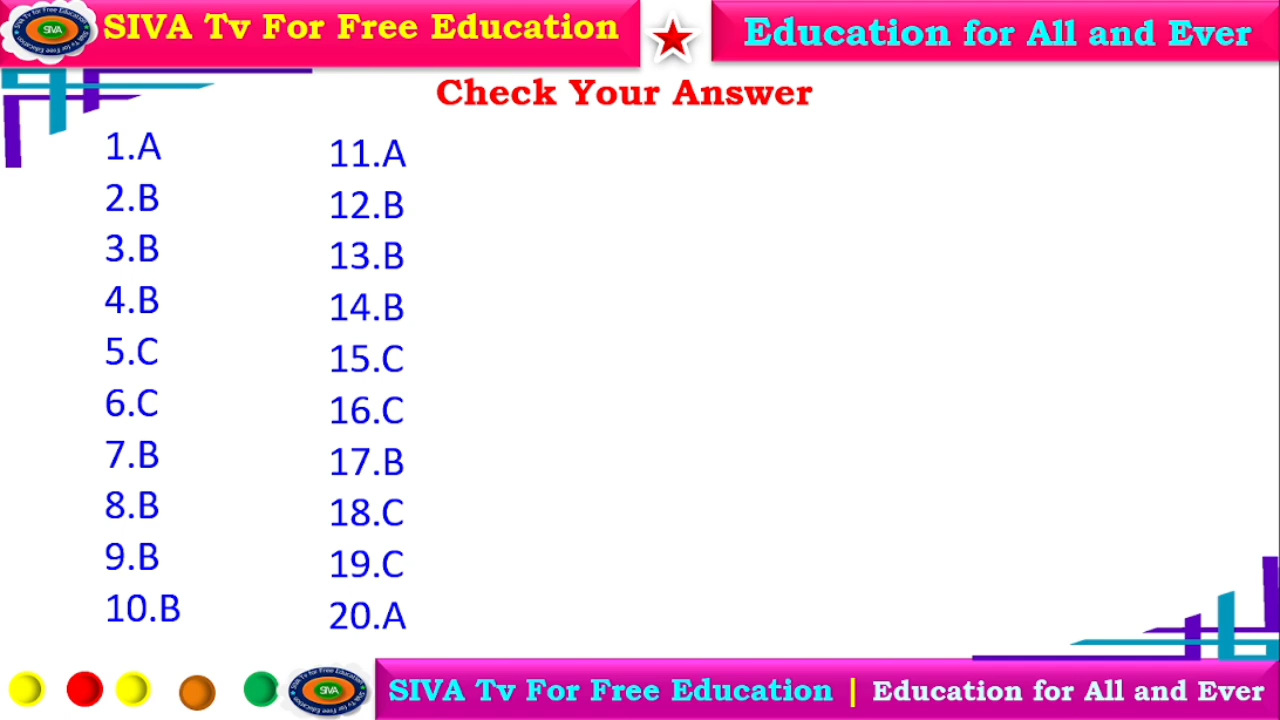 SIVA Tv For Free Education
Education for All and Ever
Check Your Answer
1.A
2.B
3.B
4.B
5.C
6.C
7.B
8.B
9.B
10.B
11.A
12.B
13.B
14.B
15.C
16.C
17.B
18.C
19.C
20.A
SIVA Tv For Free Education | Education for All and Ever
SIVA
SIVA